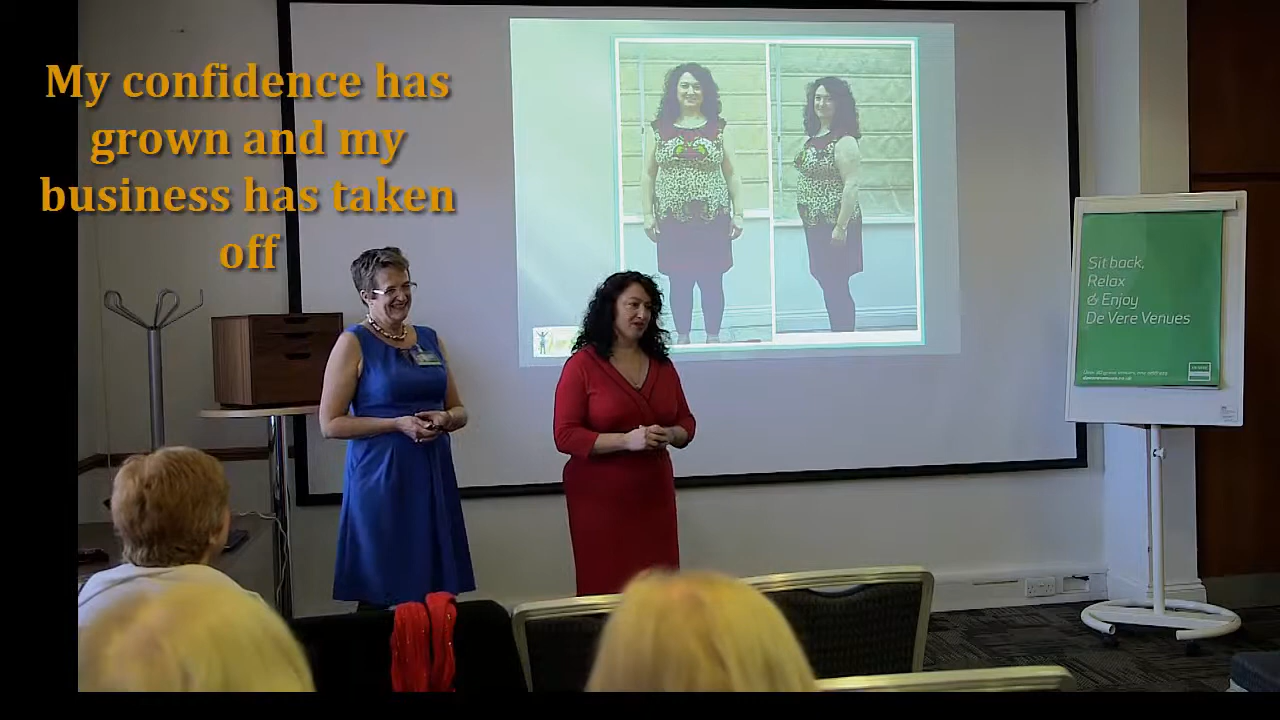 My confidence has
grown and my
business has taken
off
Sit back,
Relax
& Enjoy
De Vere Venues